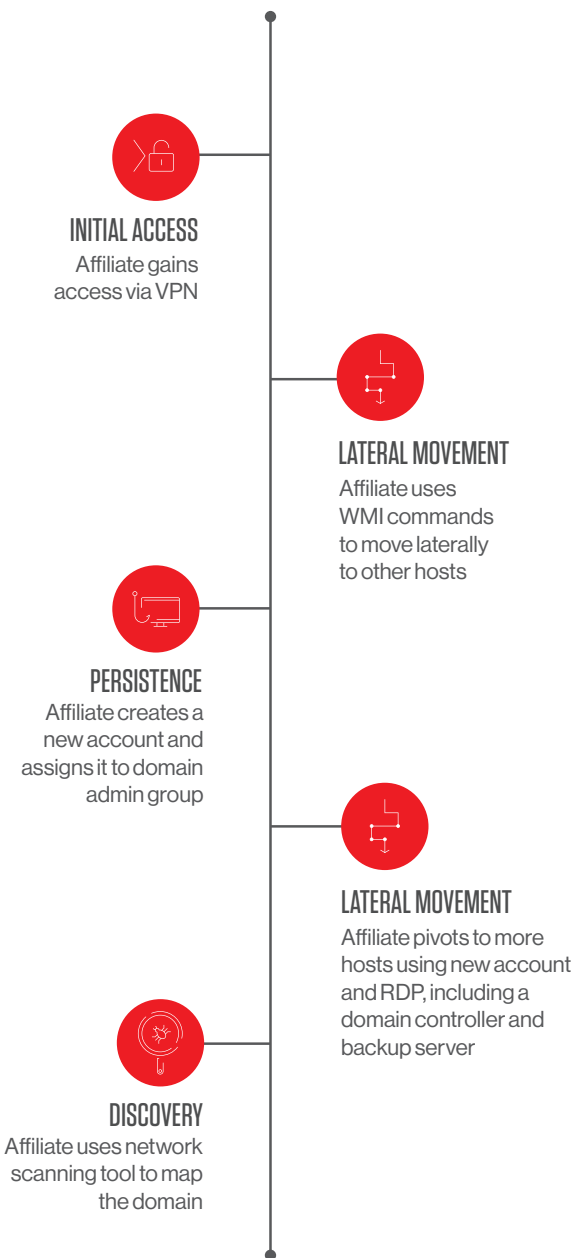 INITIAL ACCESS
Affiliate gains
access via VPN
LATERAL MOVEMENT
Affiliate uses
WMI commands
to move laterally
to other hosts
PERSISTENCE
Affiliate creates a
new account and
assigns it to domain
admin group
LATERAL MOVEMENT
Affiliate pivots to more
hosts using new account
and RDP, including a
domain controller and
backup server
DISCOVERY
Affiliate uses network
scanning tool to map
the domain